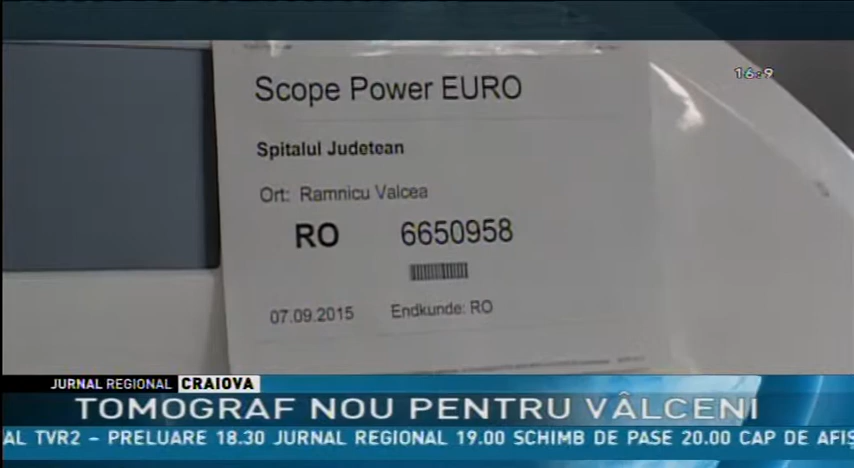 16:9
Scope Power EURO
Spitalul Judetean
Ort: Ramnicu Valcea
RO 6650958
07.09.2015 Endkunde: RO
JURNAL REGIONAL CRAIOVA
TOMOGRAF NOU PENTRU VÂLCENI
AL TVR2 - PRELUARE 18.30 JURNAL REGIONAL 19.00 SCHIMB DE PASE 20.00 CAP DE AFIȘ